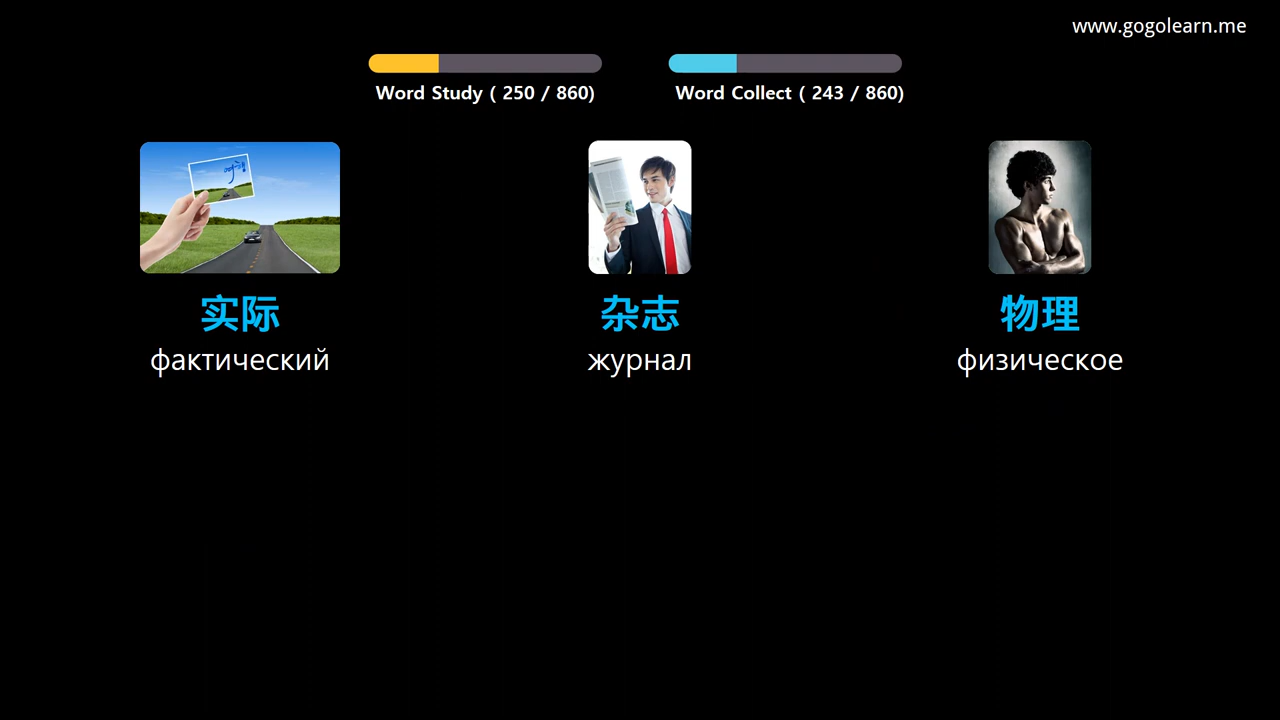 www.gogolearn.me
Word Study ( 250 / 860)
Word Collect ( 243 / 860)
实际
杂志
物理
фактический
журнал
физическое